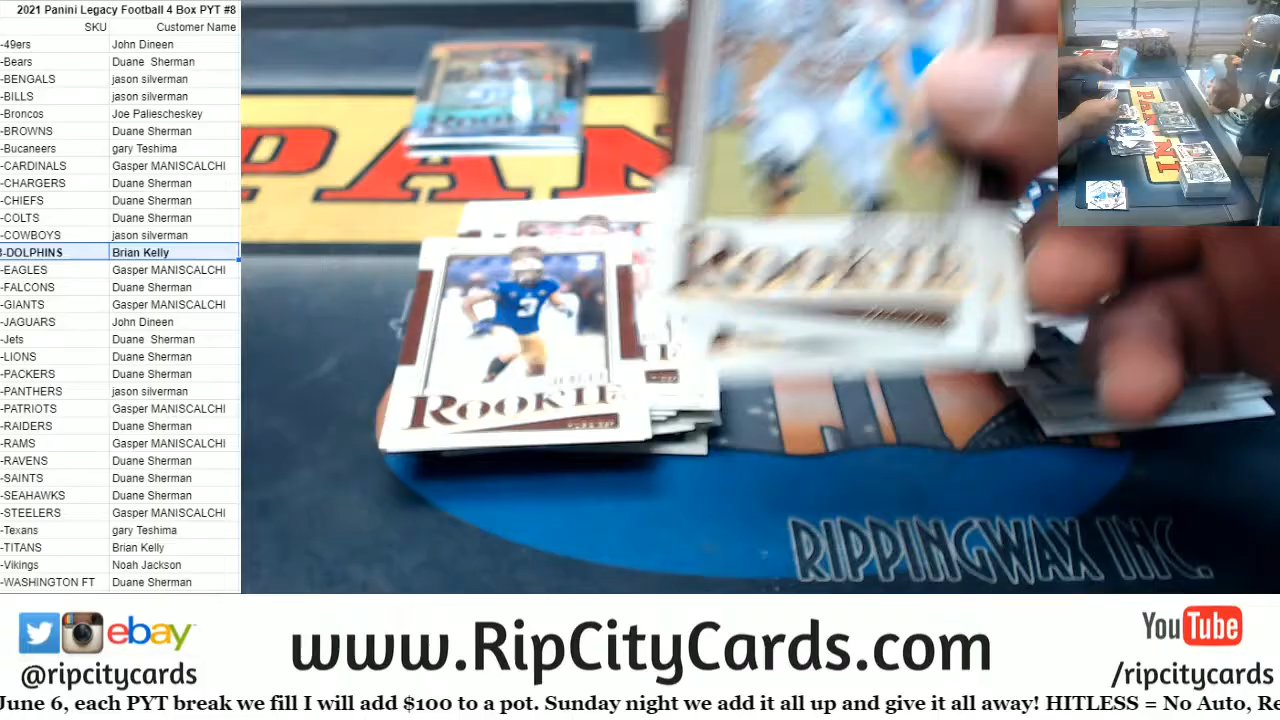 2021 Panini Legacy Football 4 Box PYT #8
SKU Customer Name
-49ers John Dineen
-Bears Duane Sherman
-BENGALS jason silverman
-BILLS jason silverman
-Broncos Joe Paliescheskey
-BROWNS Duane Sherman
-Bucaneers gary Teshima
-CARDINALS Gasper MANISCALCHI
-CHARGERS Duane Sherman
-CHIEFS Duane Sherman
-COLTS Duane Sherman
-COWBOYS jason silverman
-DOLPHINS Brian Kelly
-EAGLES Gasper MANISCALCHI
-FALCONS Duane Sherman
-GIANTS Gasper MANISCALCHI
-JAGUARS John Dineen
-Jets Duane Sherman
-LIONS Duane Sherman
-PACKERS Duane Sherman
-PANTHERS jason silverman
-PATRIOTS Gasper MANISCALCHI
-RAIDERS Duane Sherman
-RAMS Gasper MANISCALCHI
-RAVENS Duane Sherman
-SAINTS Duane Sherman
-SEAHAWKS Duane Sherman
-STEELERS Gasper MANISCALCHI
-Texans gary Teshima
-TITANS Brian Kelly
-Vikings Noah Jackson
-WASHINGTON FT Duane Sherman
PAN
ROOKIE
3
ROOKIE
ROOKIE
PANINI
RIPPINGWAX INC.
ebay
@ripcitycards
www.RipCityCards.com
YouTube
/ripcitycards
June 6, each PYT break we fill I will add $100 to a pot. Sunday night we add it all up and give it all away! HITLESS = No Auto, Re